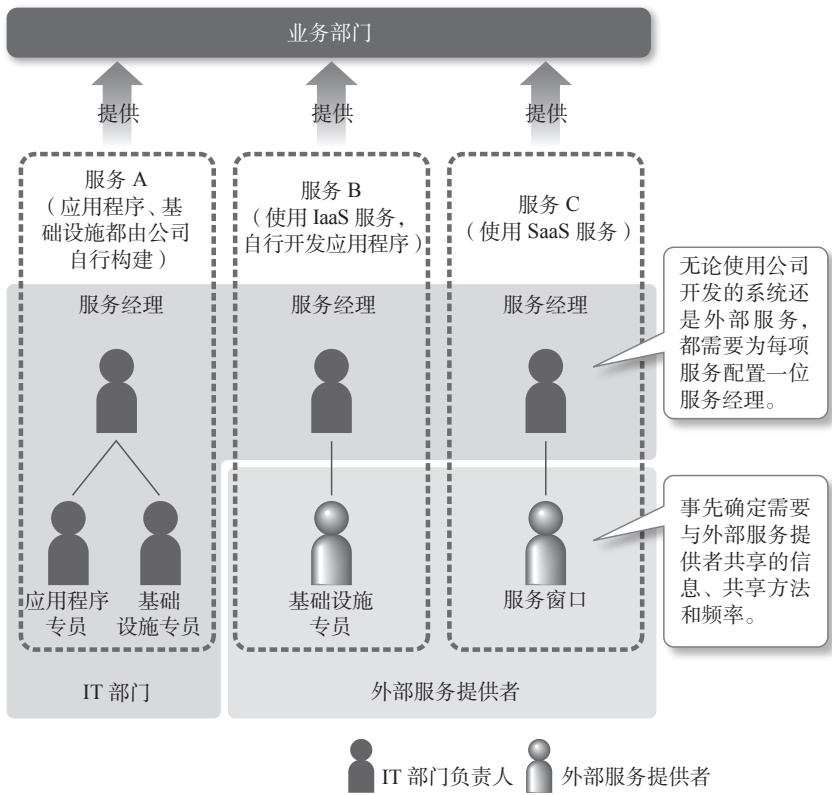 业务部门
提供
提供
提供
服务 A
（应用程序、基
础设施都由公司
自行构建）
服务 B
（使用 IaaS 服务，
自行开发应用程序）
服务 C
（使用 SaaS 服务）
服务经理
服务经理
服务经理
无论使用公司
开发的系统还
是外部服务，
都需要为每项
服务配置一位
服务经理。
应用程序
专员
基础
设施专员
基础设施
专员
服务窗口
事先确定需要
与外部服务提
供者共享的信
息、共享方法
和频率。
IT 部门
外部服务提供者
IT 部门负责人
外部服务提供者